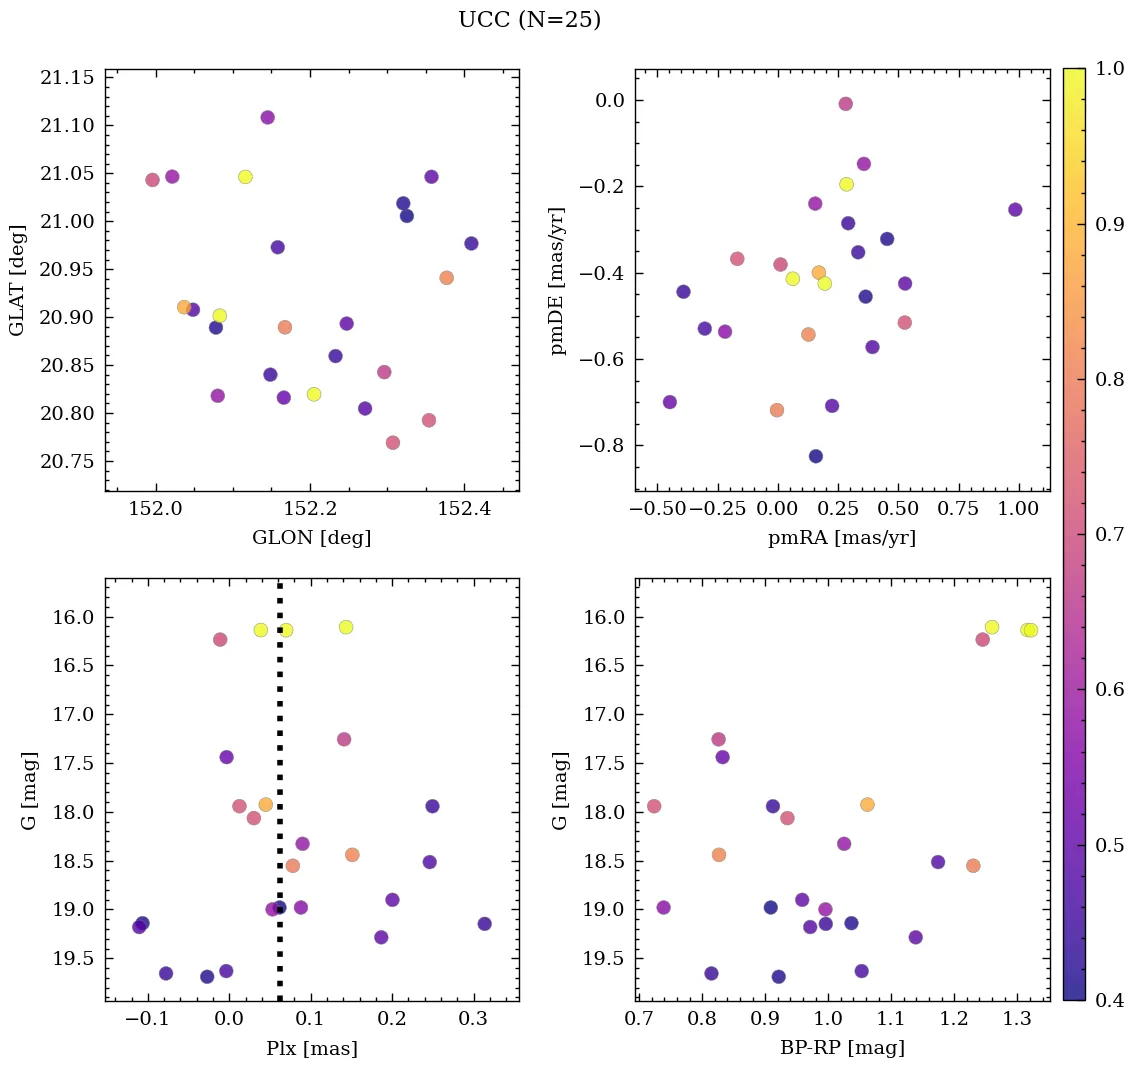 UCC (N=25)
21.15
21.10
21.05
21.00
20.95
20.90
20.85
20.80
20.75
GLAT [deg]
152.0 152.2 152.4
GLON [deg]
0.0
−0.2
−0.4
−0.6
−0.8
pmDE [mas/yr]
−0.50 −0.25 0.00 0.25 0.50 0.75 1.00
pmRA [mas/yr]
16.0
16.5
17.0
17.5
18.0
18.5
19.0
19.5
G [mag]
−0.1 0.0 0.1 0.2 0.3
Plx [mas]
16.0
16.5
17.0
17.5
18.0
18.5
19.0
19.5
G [mag]
0.7 0.8 0.9 1.0 1.1 1.2 1.3
BP-RP [mag]
1.0
0.9
0.8
0.7
0.6
0.5
0.4